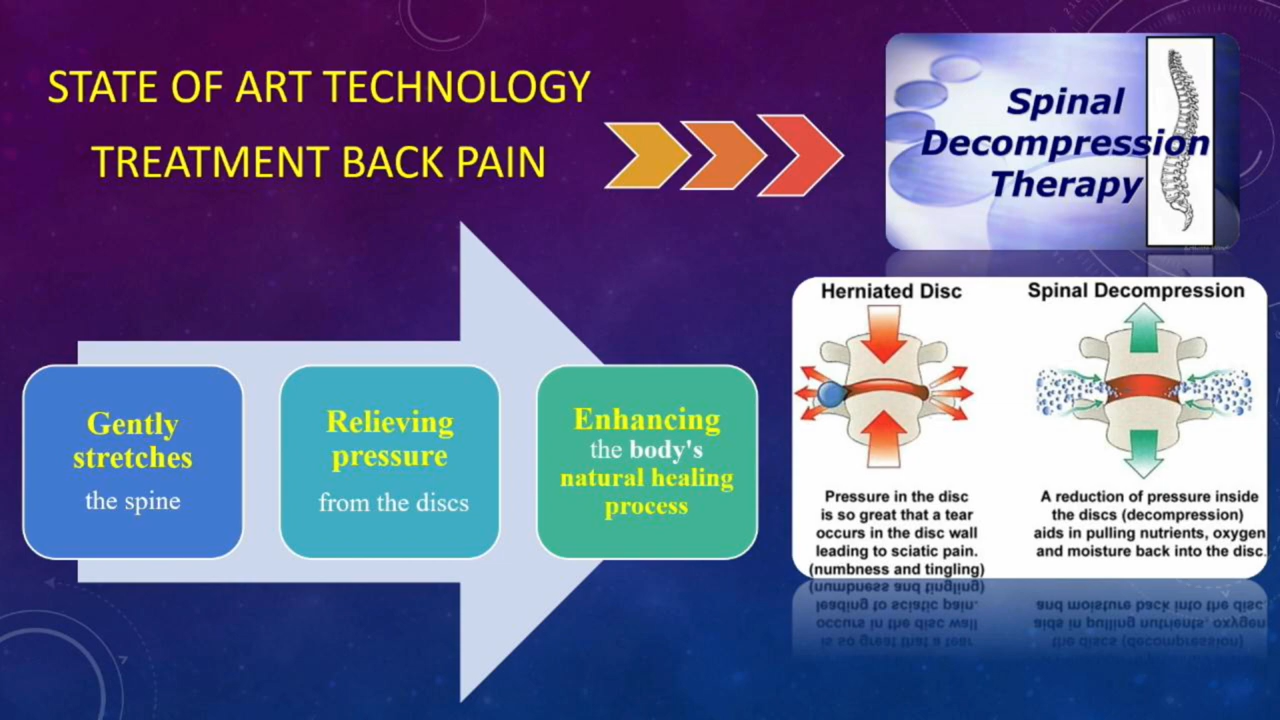 STATE OF ART TECHNOLOGY
TREATMENT BACK PAIN
Spinal
Decompression
Therapy
Gently
stretches
the spine
Relieving
pressure
from the discs
Enhancing
the body's
natural healing
process
Herniated Disc
Pressure in the disc
is so great that a tear
occurs in the disc wall
leading to sciatic pain.
(numbness and tingling)
Spinal Decompression
A reduction of pressure inside
the discs (decompression)
aids in pulling nutrients, oxygen
and moisture back into the disc.